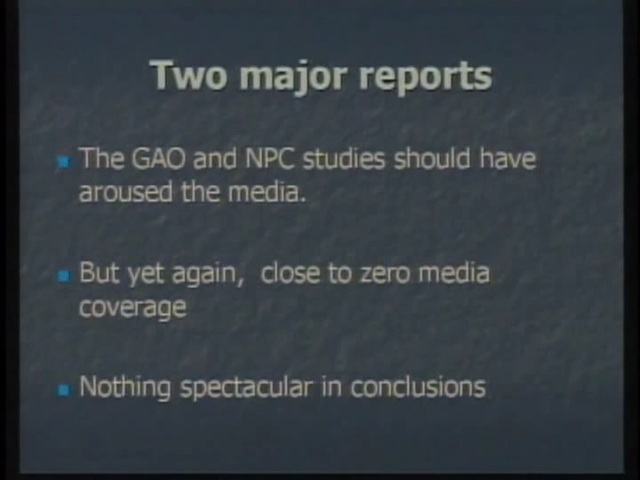 Two major reports
The GAO and NPC studies should have
aroused the media.
But yet again, close to zero media
coverage
Nothing spectacular in conclusions